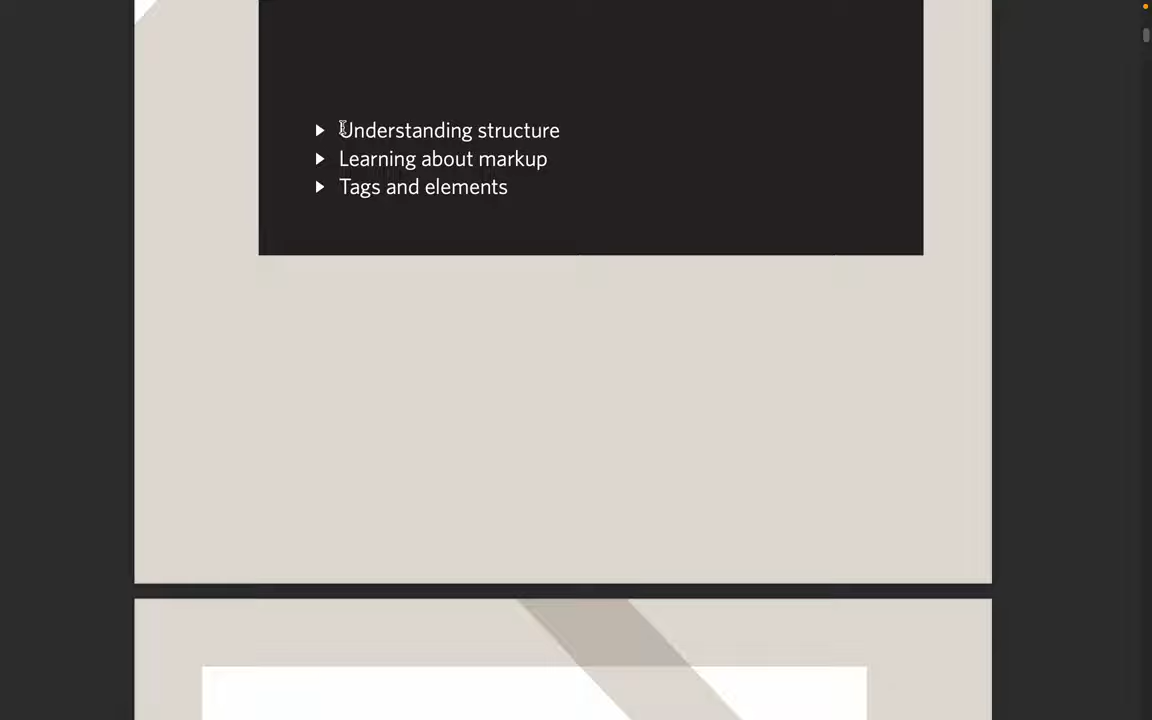 Understanding structure
Learning about markup
Tags and elements